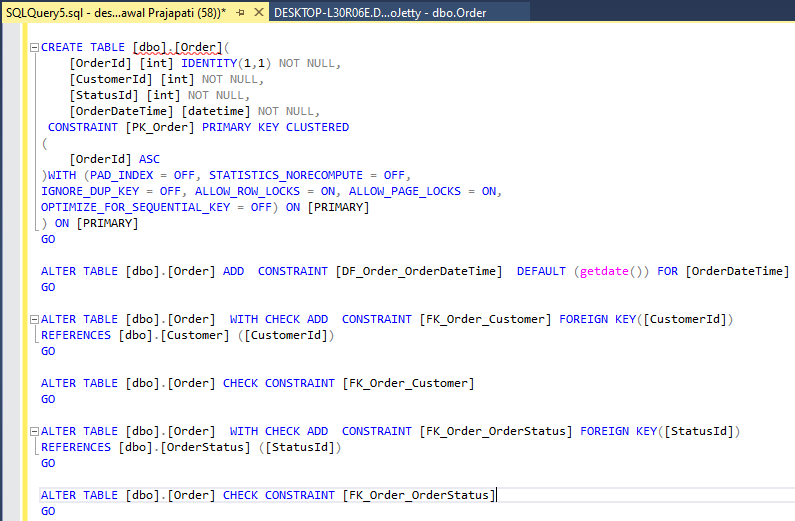 SQLQuery5.sql - des...awal Prajapati (58))*
DESKTOP-L30R06E.D...oJetty - dbo.Order
CREATE TABLE [dbo].[Order](
[OrderId] [int] IDENTITY(1,1) NOT NULL,
[CustomerId] [int] NOT NULL,
[StatusId] [int] NOT NULL,
[OrderDateTime] [datetime] NOT NULL,
CONSTRAINT [PK_Order] PRIMARY KEY CLUSTERED
(
[OrderId] ASC
)WITH (PAD_INDEX = OFF, STATISTICS_NORECOMPUTE = OFF,
IGNORE_DUP_KEY = OFF, ALLOW_ROW_LOCKS = ON, ALLOW_PAGE_LOCKS = ON,
OPTIMIZE_FOR_SEQUENTIAL_KEY = OFF) ON [PRIMARY]
) ON [PRIMARY]
GO
ALTER TABLE [dbo].[Order] ADD  CONSTRAINT [DF_Order_OrderDateTime]  DEFAULT (getdate()) FOR [OrderDateTime]
GO
ALTER TABLE [dbo].[Order]  WITH CHECK ADD  CONSTRAINT [FK_Order_Customer] FOREIGN KEY([CustomerId])
REFERENCES [dbo].[Customer] ([CustomerId])
GO
ALTER TABLE [dbo].[Order] CHECK CONSTRAINT [FK_Order_Customer]
GO
ALTER TABLE [dbo].[Order]  WITH CHECK ADD  CONSTRAINT [FK_Order_OrderStatus] FOREIGN KEY([StatusId])
REFERENCES [dbo].[OrderStatus] ([StatusId])
GO
ALTER TABLE [dbo].[Order] CHECK CONSTRAINT [FK_Order_OrderStatus]
GO